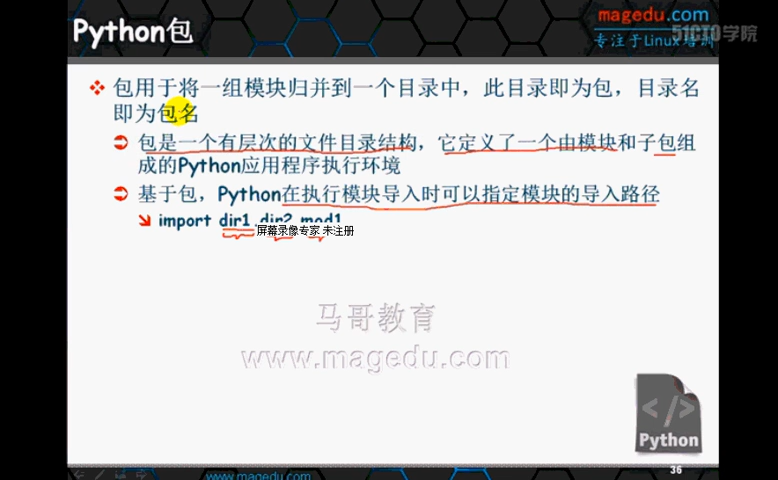 Python包
magedu.com
专注于Linux培训
51CTO学院
包用于将一组模块归并到一个目录中，此目录即为包，目录名
即为包名
包是一个有层次的文件目录结构，它定义了一个由模块和子包组
成的Python应用程序执行环境
基于包，Python在执行模块导入时可以指定模块的导入路径
import dir1.dir2.mod1
屏幕录像专家 未注册
马哥教育
www.magedu.com
</> 
Python
www.magedu.com
36